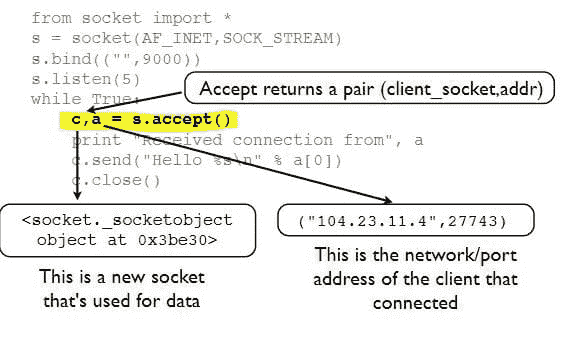 from socket import *
s = socket(AF_INET,SOCK_STREAM)
s.bind(("",9000))
s.listen(5)
while True:
Accept returns a pair (client_socket,addr)
c,a = s.accept()
print "Received connection from", a
c.send("Hello %s\n" % a[0])
c.close()
<socket._socketobject
object at 0x3be30>
("104.23.11.4",27743)
This is a new socket
that's used for data
This is the network/port
address of the client that
connected